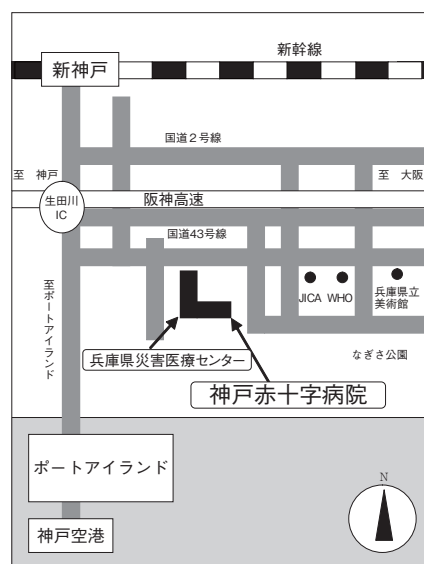 新幹線
新神戸
国道2号線
至 神戸
至 大阪
阪神高速
生田川
IC
国道43号線
至ポートアイランド
JICA
WHO
兵庫県立
美術館
兵庫県災害医療センター
なぎさ公園
神戸赤十字病院
ポートアイランド
N
神戸空港